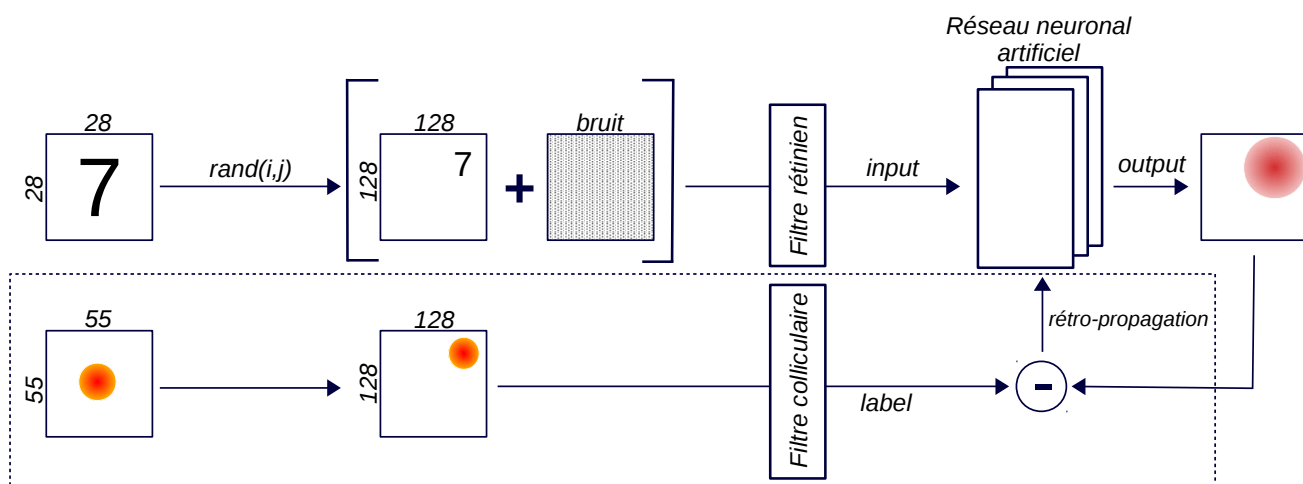 Réseau neuronal
artificiel
28
28
7
rand(i,j)
128
128
7
+
bruit
Filtre rétinien
input
output
55
55
128
128
Filtre colliculaire
label
-
rétro-propagation